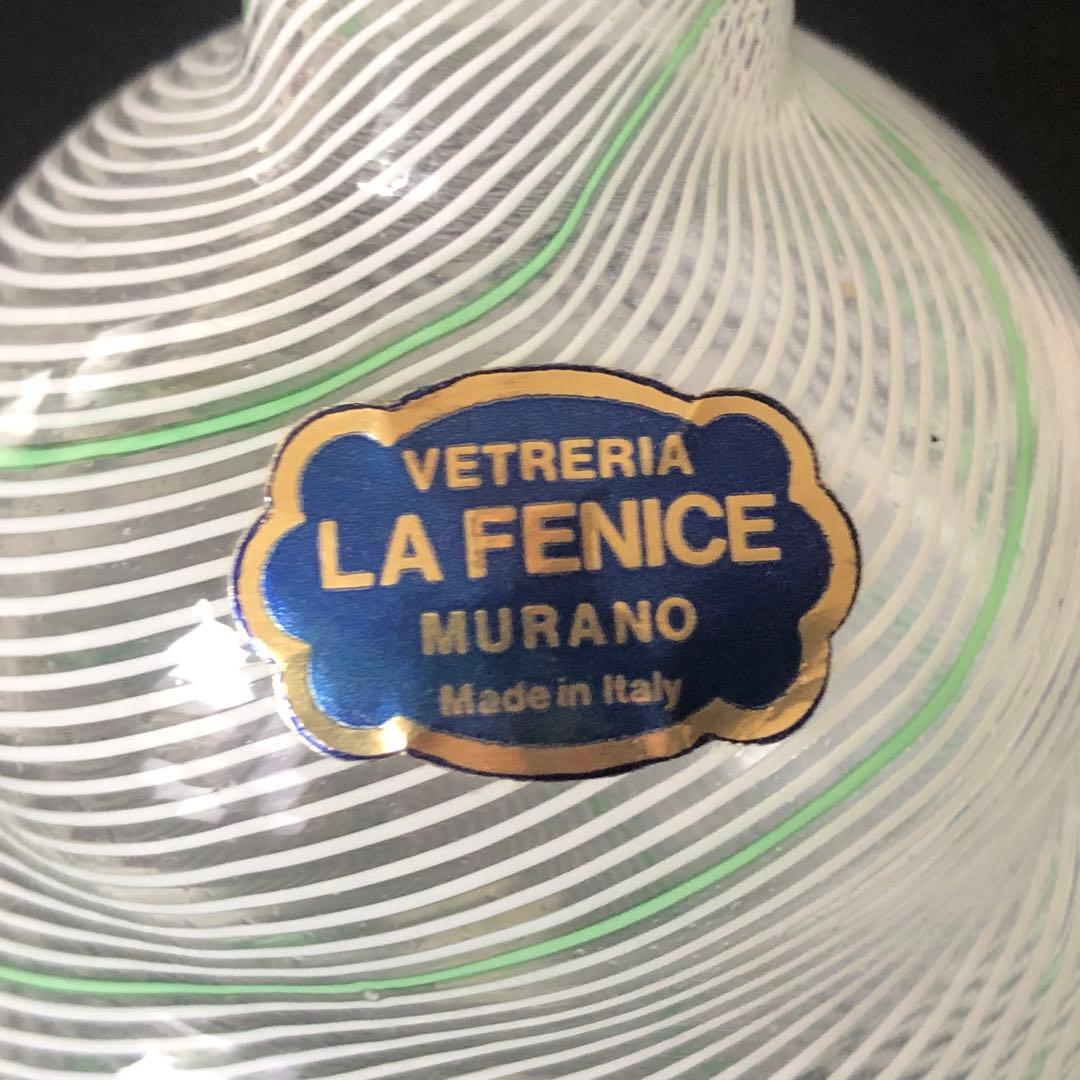 VETRERIA
LA FENICE
MURANO
Made in Italy